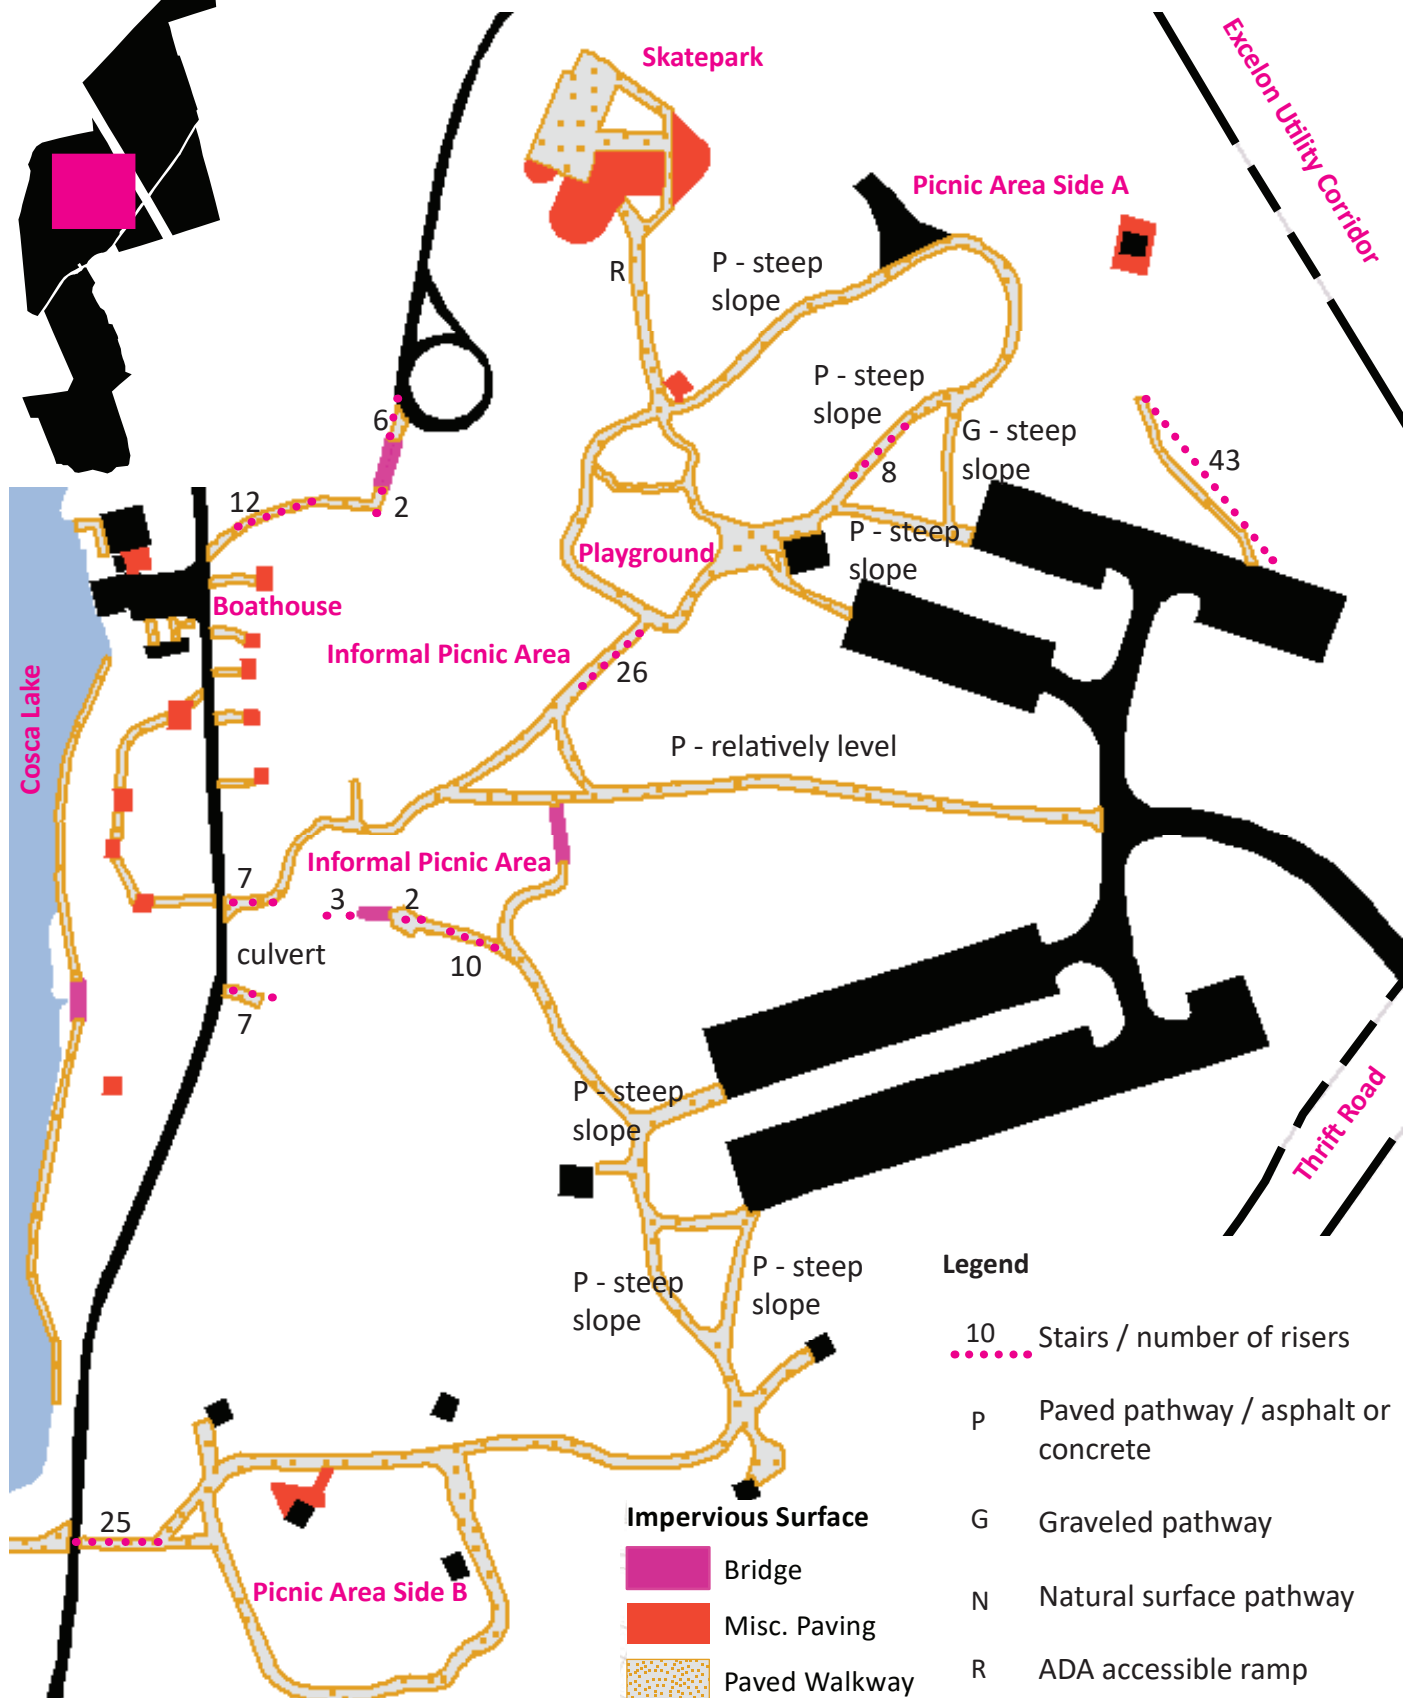 Skatepark
Excelon Utility Corridor
Picnic Area Side A
R
P - steep
slope
P - steep
slope
6
G - steep
slope
43
8
12
2
P - steep
slope
Playground
Boathouse
Informal Picnic Area
26
Cosca Lake
P - relatively level
Informal Picnic Area
7
3
2
culvert
10
7
P - steep
slope
Thrift Road
P - steep
slope
P - steep
slope
25
Picnic Area Side B
Legend
10
Stairs / number of risers
P
Paved pathway / asphalt or
concrete
G
Graveled pathway
N
Natural surface pathway
R
ADA accessible ramp
Impervious Surface
Bridge
Misc. Paving
Paved Walkway